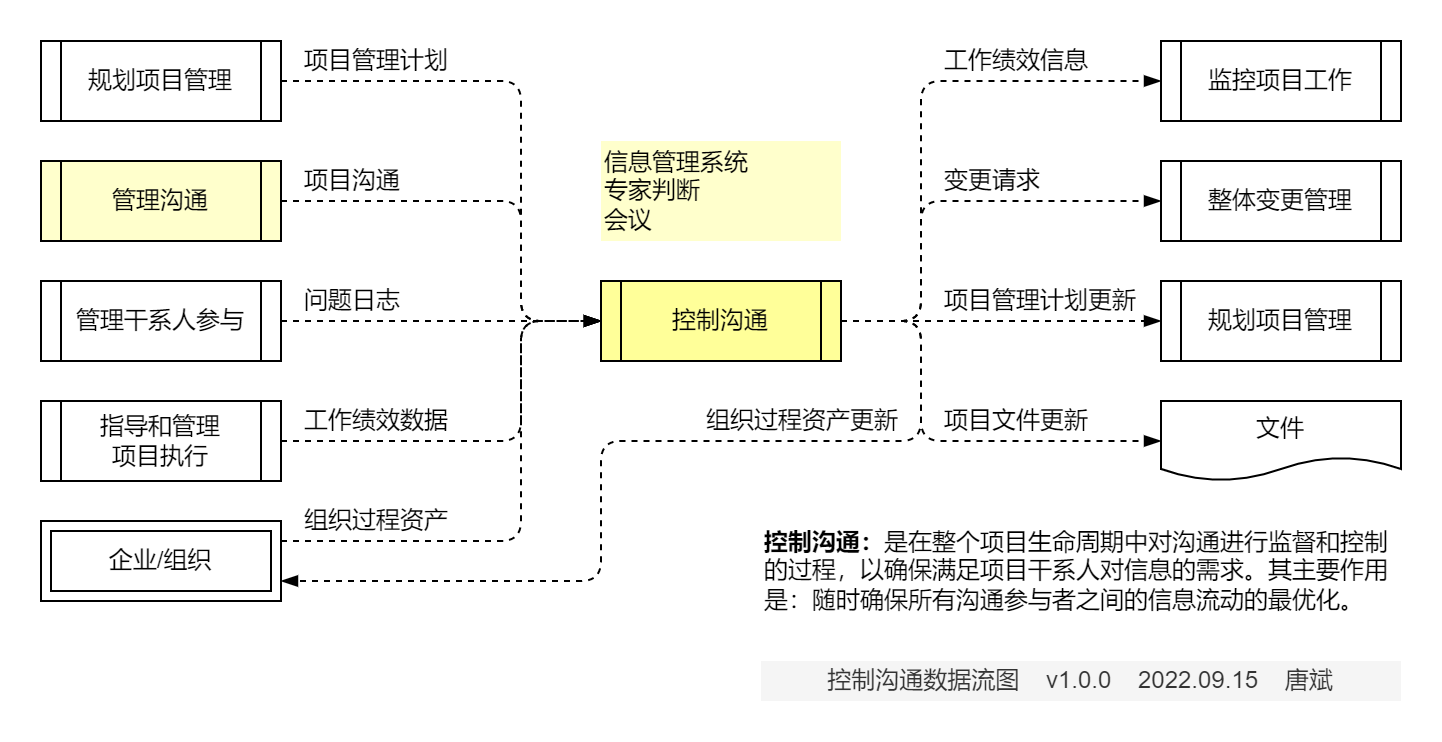 规划项目管理
项目管理计划
管理沟通
项目沟通
管理干系人参与
问题日志
指导和管理
项目执行
工作绩效数据
企业/组织
组织过程资产
信息管理系统
专家判断
会议
控制沟通
工作绩效信息
监控项目工作
变更请求
整体变更管理
项目管理计划更新
规划项目管理
组织过程资产更新
项目文件更新
文件
控制沟通：是在整个项目生命周期中对沟通进行监督和控制
的过程，以确保满足项目干系人对信息的需求。其主要作用
是：随时确保所有沟通参与者之间的信息流动的最优化。
控制沟通数据流图 v1.0.0 2022.09.15 唐斌